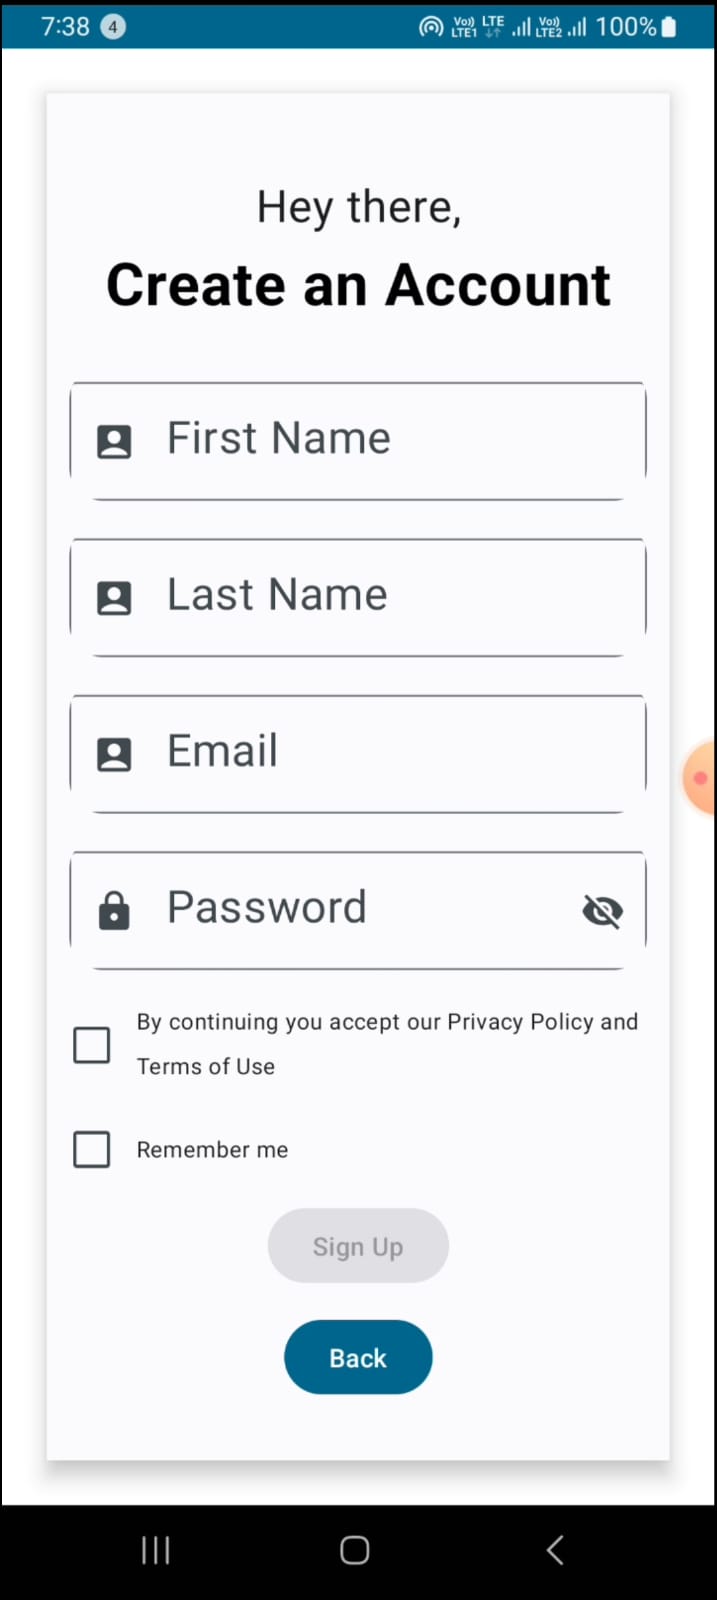 7:38 4 Vo)) LTE1 LTE Vo)) LTE2 100%
Hey there,
Create an Account
First Name
Last Name
Email
Password
By continuing you accept our Privacy Policy and
Terms of Use
Remember me
Sign Up
Back